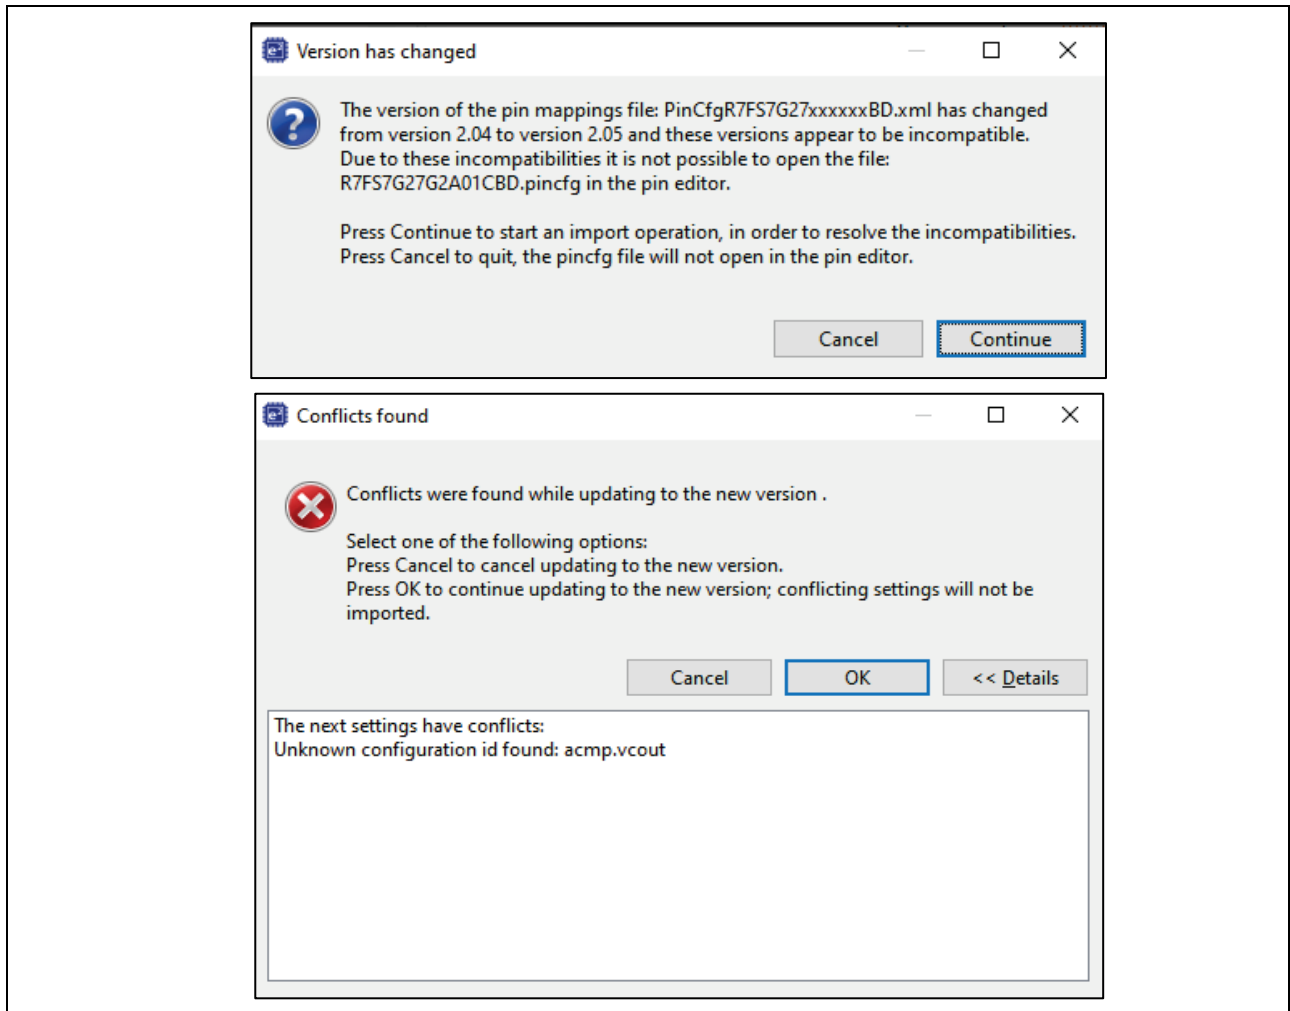 Version has changed
The version of the pin mappings file: PinCfgR7FS7G27xxxxxxBD.xml has changed
from version 2.04 to version 2.05 and these versions appear to be incompatible.
Due to these incompatibilities it is not possible to open the file:
R7FS7G27G2A01CBD.pincfg in the pin editor.
Press Continue to start an import operation, in order to resolve the incompatibilities.
Press Cancel to quit, the pincfg file will not open in the pin editor.
Cancel Continue
Conflicts found
Conflicts were found while updating to the new version .
Select one of the following options:
Press Cancel to cancel updating to the new version.
Press OK to continue updating to the new version; conflicting settings will not be
imported.
Cancel OK << Details
The next settings have conflicts:
Unknown configuration id found: acmp.vcout